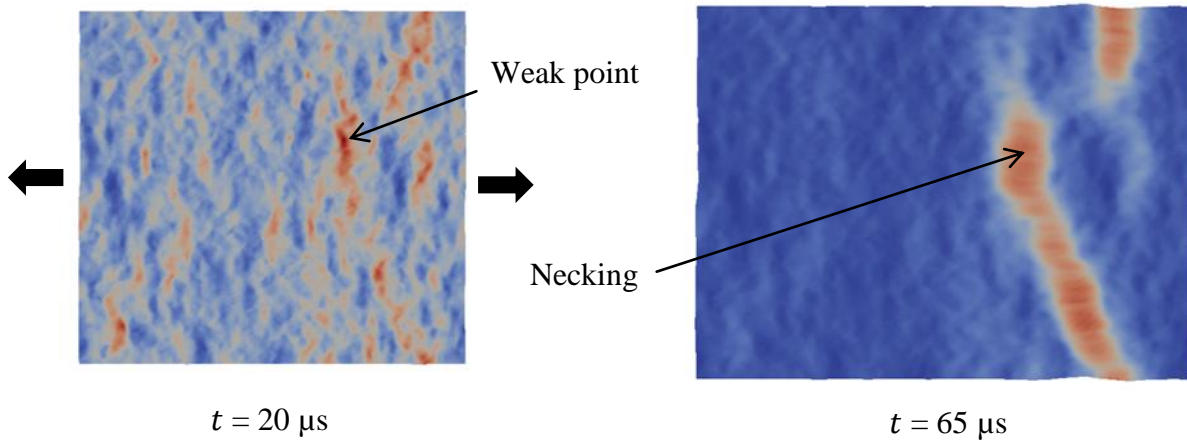 Weak point
Necking
𝑡 = 20 µs
𝑡 = 65 µs